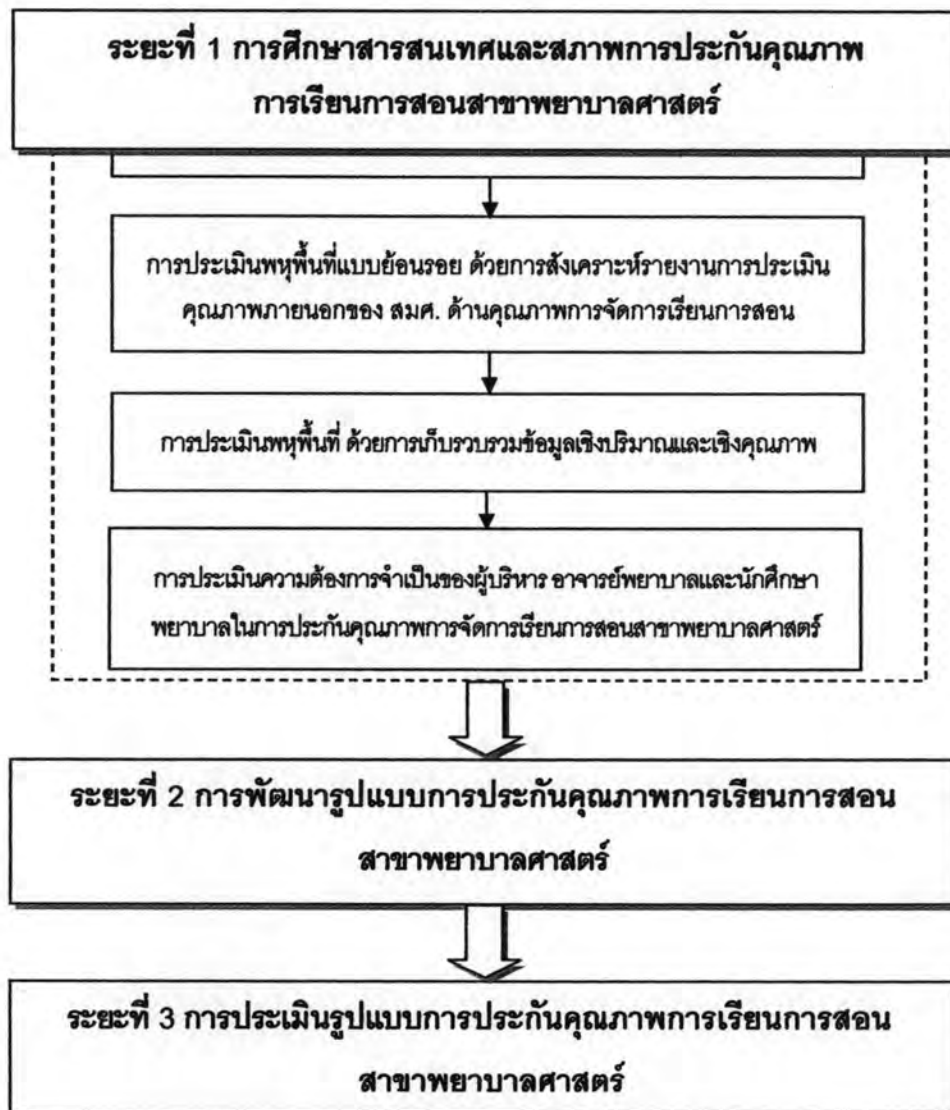 ระยะที่ 1 การศึกษาสารสนเทศและสภาพการประกันคุณภาพ
การเรียนการสอนสาขาพยาบาลศาสตร์
การประเมินพหุพื้นที่แบบย้อนรอย ด้วยการสังเคราะห์รายงานการประเมิน
คุณภาพภายนอกของ สมศ. ด้านคุณภาพการจัดการเรียนการสอน
การประเมินพหุพื้นที่ ด้วยการเก็บรวบรวมข้อมูลเชิงปริมาณและเชิงคุณภาพ
การประเมินความต้องการจำเป็นของผู้บริหาร อาจารย์พยาบาลและนักศึกษา
พยาบาลในการประกันคุณภาพการจัดการเรียนการสอนสาขาพยาบาลศาสตร์
ระยะที่ 2 การพัฒนารูปแบบการประกันคุณภาพการเรียนการสอน
สาขาพยาบาลศาสตร์
ระยะที่ 3 การประเมินรูปแบบการประกันคุณภาพการเรียนการสอน
สาขาพยาบาลศาสตร์